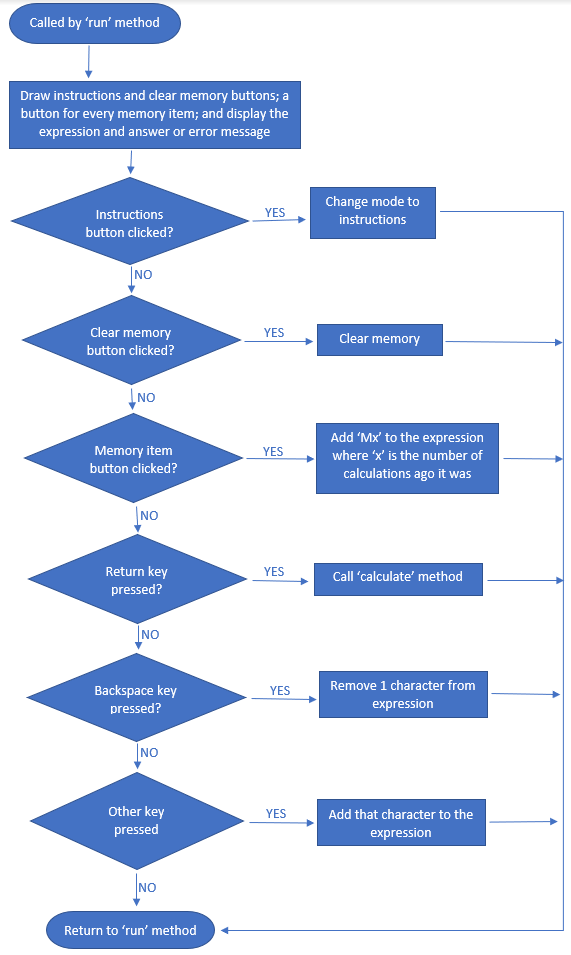 Called by ‘run’ method
Draw instructions and clear memory buttons; a
button for every memory item; and display the
expression and answer or error message
Instructions
button clicked?
YES
Change mode to
instructions
NO
Clear memory
button clicked?
YES
Clear memory
NO
Memory item
button clicked?
YES
Add ‘Mx’ to the expression
where ‘x’ is the number of
calculations ago it was
NO
Return key
pressed?
YES
Call ‘calculate’ method
NO
Backspace key
pressed?
YES
Remove 1 character from
expression
NO
Other key
pressed
YES
Add that character to the
expression
NO
Return to ‘run’ method